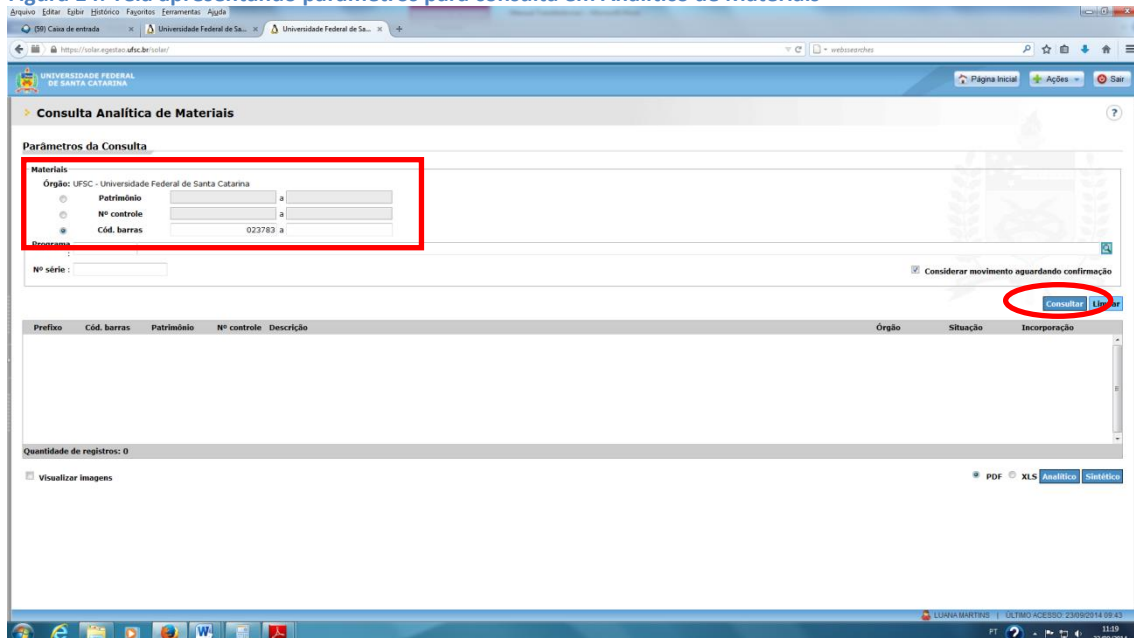 Arquivo Editar Exibir Histórico Favoritos Ferramentas Ajuda
(59) Caixa de entrada × Universidade Federal de Sa... × Universidade Federal de Sa... × +
https://solar.egestao.ufsc.br/solar/ websearches
UNIVERSIDADE FEDERAL Página Inicial Ações Sair
DE SANTA CATARINA
Consulta Analítica de Materiais ?
Parâmetros da Consulta
Materiais
Órgão: UFSC - Universidade Federal de Santa Catarina
Patrimônio a
Nº controle a
Cód. barras 023783 a
Programa
:
Nº série : Considerar movimento aguardando confirmação
Consultar Limpar
Prefixo Cód. barras Patrimônio Nº controle Descrição Órgão Situação Incorporação
Quantidade de registros: 0
Visualizar imagens PDF XLS Analítico Sintético
LUANA MARTINS | ÚLTIMO ACESSO: 23/09/2014 09:43
PT 11:19